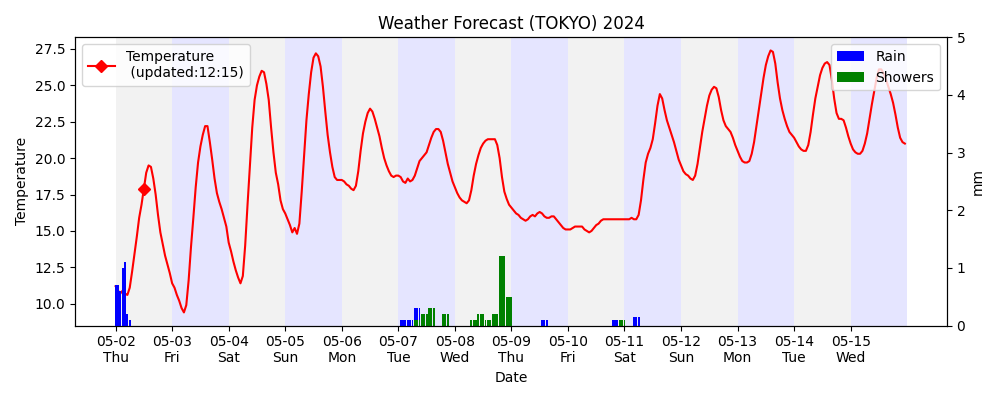 Weather Forecast (TOKYO) 2024
Temperature
(updated:12:15)
Rain
Showers
27.5
25.0
22.5
20.0
17.5
15.0
12.5
10.0
Temperature
5
4
3
2
1
0
mm
05-02 05-03 05-04 05-05 05-06 05-07 05-08 05-09 05-10 05-11 05-12 05-13 05-14 05-15
Thu Fri Sat Sun Mon Tue Wed Thu Fri Sat Sun Mon Tue Wed
Date